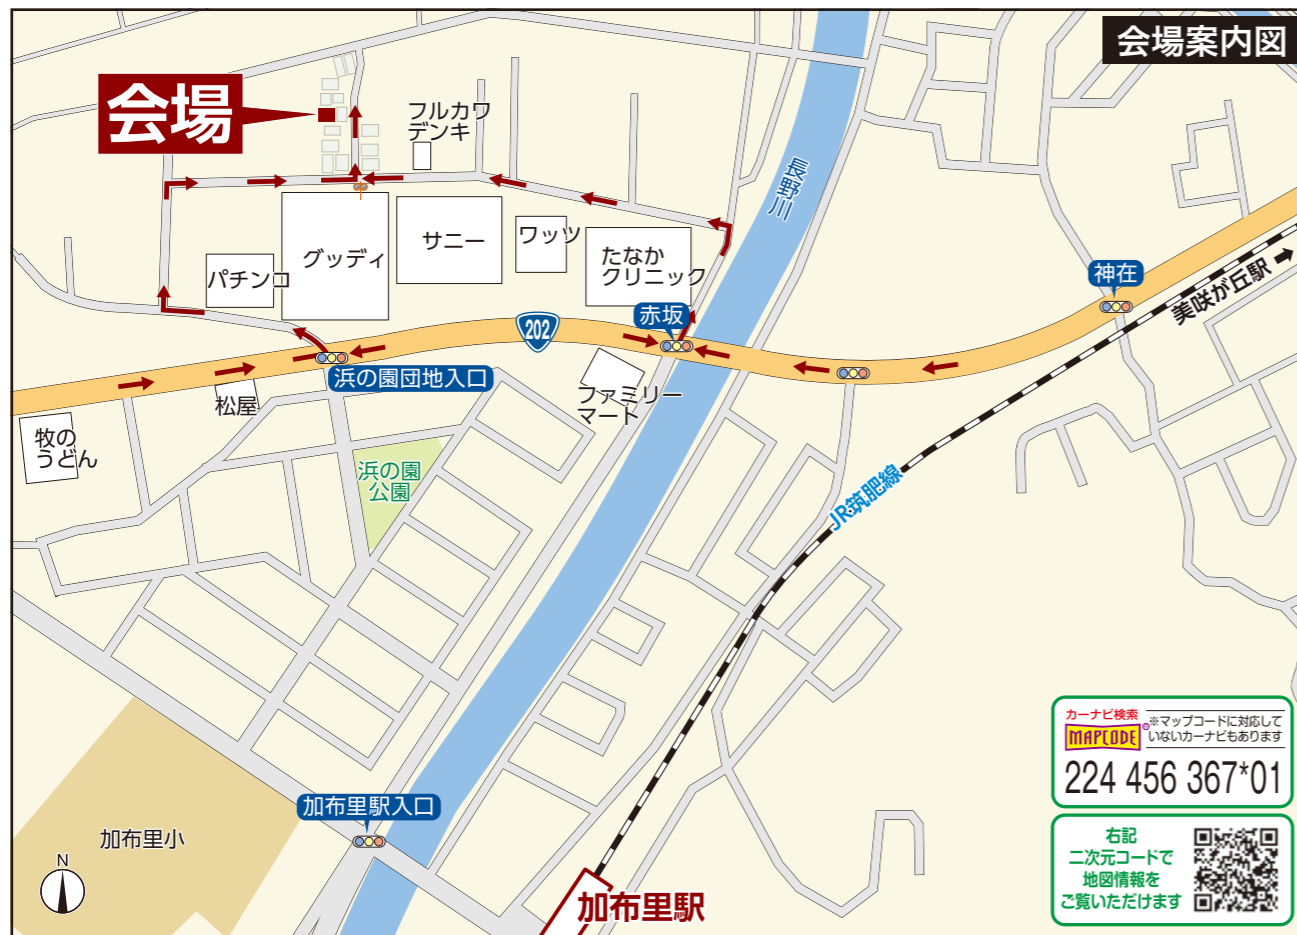 会場案内図
会場
フルカワ
デンキ
長野川
グッディ
サニー
ワッツ
たなか
クリニック
パチンコ
神在
美咲が丘駅
赤坂
202
浜の園団地入口
松屋
ファミリー
マート
牧の
うどん
浜の園
公園
JR筑肥線
カーナビ検索
MAPCODE
※マップコードに対応して
いないカーナビもあります
224 456 367*01
加布里駅入口
加布里小
N
右記
二次元コードで
地図情報を
ご覧いただけます
加布里駅